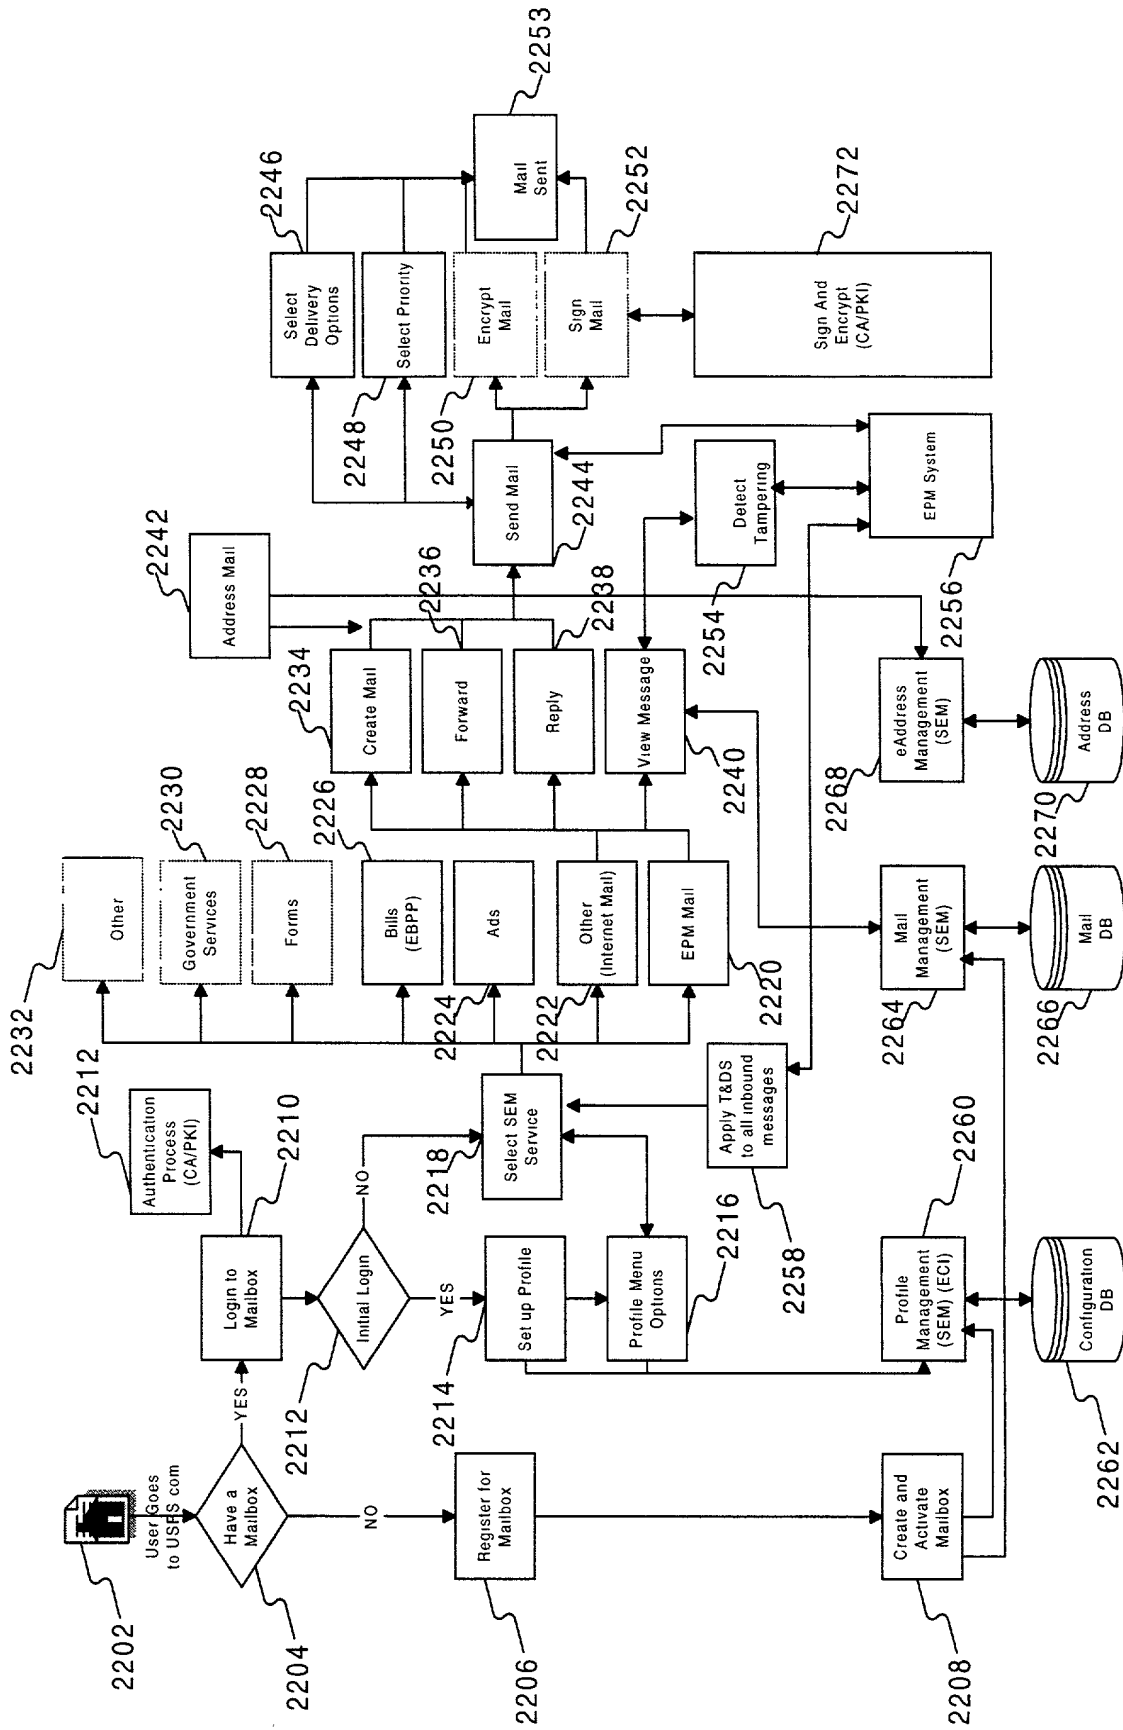 2202
User Goes
to USPS com
2204
Have a
Mailbox
YES
NO
2206
Register for
Mailbox
2208
Create and
Activate
Mailbox
2212
Authentication
Process
(CA/PKI)
2210
Login to
Mailbox
2212
Initial Login
NO
YES
2214
Set up Profile
2216
Profile Menu
Options
2218
Select SEM
Service
2258
Apply T&DS
to all inbound
messages
2260
Profile
Management
(SEM) (ECI)
2262
Configuration
DB
2232
Other
2230
Government
Services
2228
Forms
2226
Bills
(EBPP)
2224
Ads
2222
Other
(Internet Mail)
2220
EPM Mail
2234
Create Mail
2236
Forward
2238
Reply
2240
View Message
2242
Address Mail
2264
Mail
Management
(SEM)
2266
Mail
DB
2268
eAddress
Management
(SEM)
2270
Address
DB
2244
Send Mail
2254
Detect
Tampering
2256
EPM System
2246
Select
Delivery
Options
2248
Select Priority
2250
Encrypt
Mail
2252
Sign
Mail
2253
Mail
Sent
2272
Sign And
Encrypt
(CA/PKI)